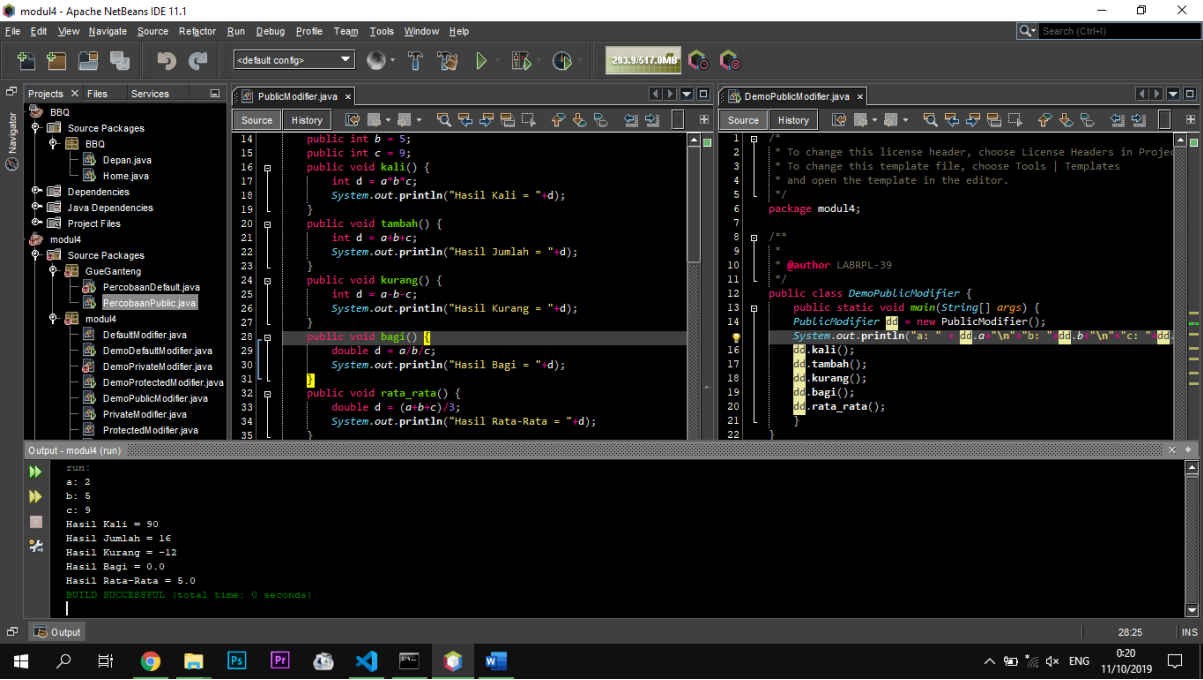 modul4 - Apache NetBeans IDE 11.1
File Edit View Navigate Source Refactor Run Debug Profile Team Tools Window Help
Search (Ctrl+I)
<default config>
293.9/517.0MB
Projects Files Services
Navigator
BBQ
Source Packages
BBQ
Depan.java
Home.java
Dependencies
Java Dependencies
Project Files
modul4
Source Packages
GueGanteng
PercobaanDefault.java
PercobaanPublic.java
modul4
DefaultModifier.java
DemoDefaultModifier.java
DemoPrivateModifier.java
DemoProtectedModifier.java
DemoPublicModifier.java
PrivateModifier.java
ProtectedModifier.java
PublicModifier.java
Source History
14 public int b = 5;
15 public int c = 9;
16 public void kali() {
17 int d = a*b*c;
18 System.out.println("Hasil Kali = "+d);
19 }
20 public void tambah() {
21 int d = a+b+c;
22 System.out.println("Hasil Jumlah = "+d);
23 }
24 public void kurang() {
25 int d = a-b-c;
26 System.out.println("Hasil Kurang = "+d);
27 }
28 public void bagi() {
29 double d = a/b/c;
30 System.out.println("Hasil Bagi = "+d);
31 }
32 public void rata_rata() {
33 double d = (a+b+c)/3;
34 System.out.println("Hasil Rata-Rata = "+d);
35 }
DemoPublicModifier.java
Source History
1 /*
2 * To change this license header, choose License Headers in Projec
3 * To change this template file, choose Tools | Templates
4 * and open the template in the editor.
5 */
6 package modul4;
7
8 /**
9 *
10 * @author LABRPL-39
11 */
12 public class DemoPublicModifier {
13 public static void main(String[] args) {
14 PublicModifier dd = new PublicModifier();
System.out.println("a: " + dd.a+"\n"+"b: "+dd.b+"\n"+"c: "+dd.
16 dd.kali();
17 dd.tambah();
18 dd.kurang();
19 dd.bagi();
20 dd.rata_rata();
21 }
22 }
Output - modul4 (run)
run:
a: 2
b: 5
c: 9
Hasil Kali = 90
Hasil Jumlah = 16
Hasil Kurang = -12
Hasil Bagi = 0.0
Hasil Rata-Rata = 5.0
BUILD SUCCESSFUL (total time: 0 seconds)
Output
28:25 INS
Ps
Pr
ENG
0:20
11/10/2019